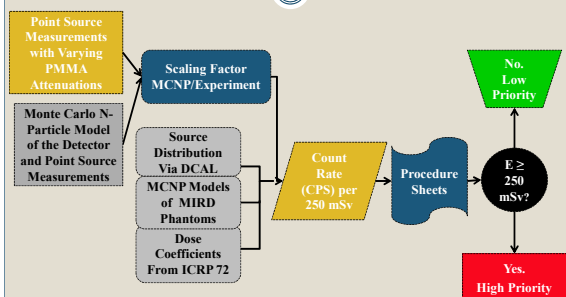 Point Source
Measurements
with Varying
PMMA
Attenuations
Monte Carlo N-
Particle Model
of the Detector
and Point Source
Measurements
Scaling Factor
MCNP/Experiment
Source
Distribution
Via DCAL
MCNP Models
of MIRD
Phantoms
Dose
Coefficients
From ICRP 72
Count
Rate
(CPS) per
250 mSv
Procedure
Sheets
E ≥
250
mSv?
No.
Low
Priority
Yes.
High Priority